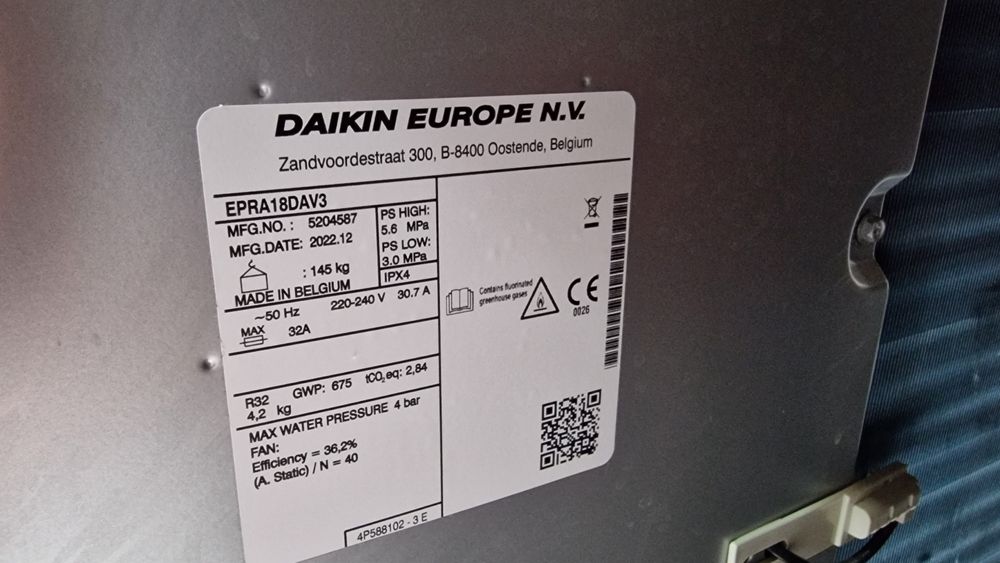 DAIKIN EUROPE N.V.
Zandvoordestraat 300, B-8400 Oostende, Belgium
EPRA18DAV3
MFG.NO. : 5204587
MFG.DATE: 2022.12
: 145 kg
MADE IN BELGIUM
PS HIGH:
5.6 MPa
PS LOW:
3.0 MPa
IPX4
~50 Hz 220-240 V 30.7 A
MAX 32A
R32 GWP: 675 tCO₂eq: 2,84
4,2 kg
MAX WATER PRESSURE 4 bar
FAN:
Efficiency = 36,2%
(A. Static) / N = 40
4P588102 - 3 E
Contains fluorinated
greenhouse gases
CE
0026